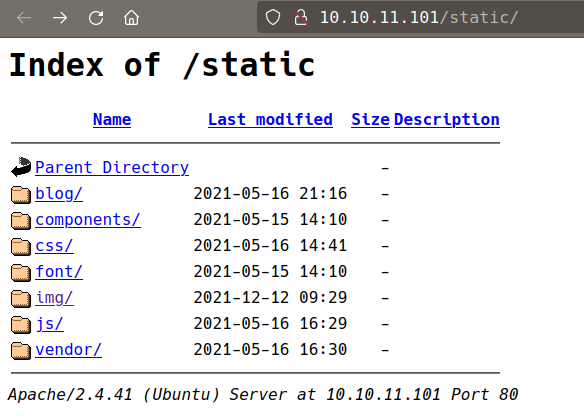 10.10.11.101/static/
Index of /static
Name Last modified Size Description
Parent Directory -
blog/ 2021-05-16 21:16 -
components/ 2021-05-15 14:10 -
css/ 2021-05-16 14:41 -
font/ 2021-05-15 14:10 -
img/ 2021-12-12 09:29 -
js/ 2021-05-16 16:29 -
vendor/ 2021-05-16 16:30 -
Apache/2.4.41 (Ubuntu) Server at 10.10.11.101 Port 80